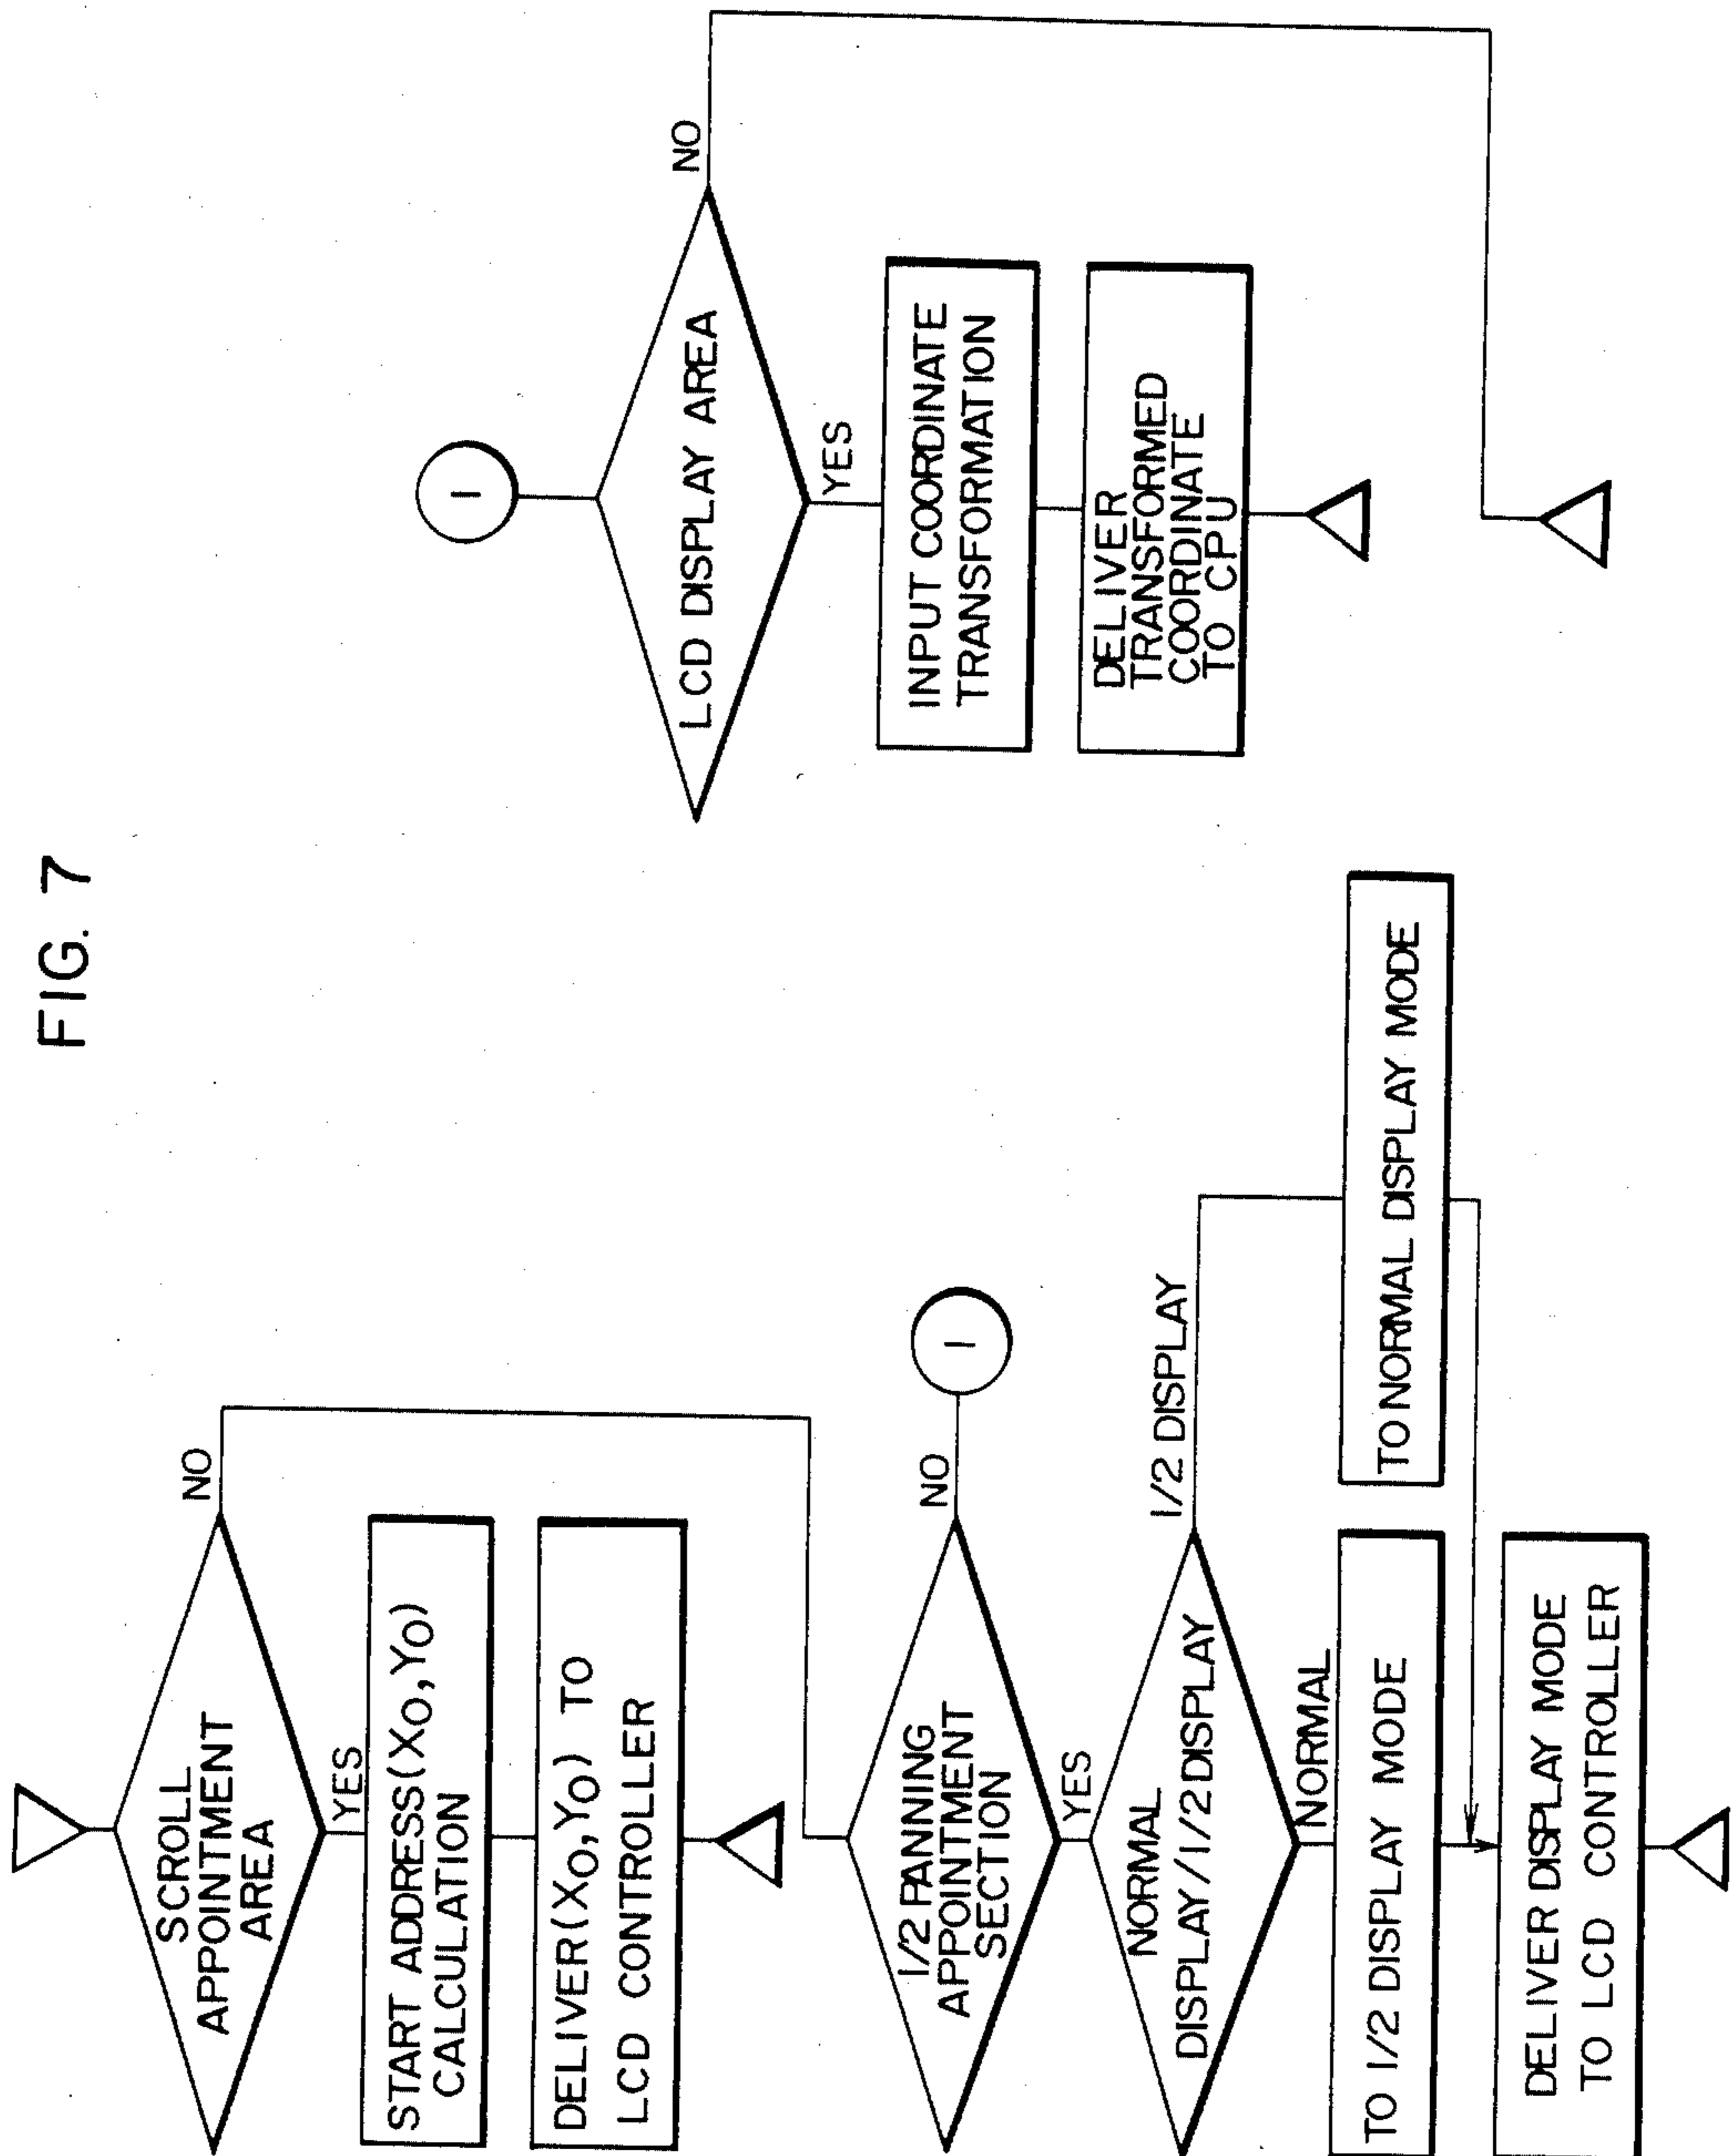 FIG. 7
SCROLL
APPOINTMENT
AREA
NO
YES
START ADDRESS(X0,Y0)
CALCULATION
DELIVER(X0,Y0) TO
LCD CONTROLLER
1/2 PANNING
APPOINTMENT
SECTION
NO
1
YES
NORMAL
DISPLAY/1/2DISPLAY
1/2 DISPLAY
NORMAL
TO 1/2 DISPLAY MODE
TO NORMAL DISPLAY MODE
DELIVER DISPLAY MODE
TO LCD CONTROLLER
1
LCD DISPLAY AREA
NO
YES
INPUT COORDINATE
TRANSFORMATION
DELIVER
TRANSFORMED
COORDINATE
TO CPU